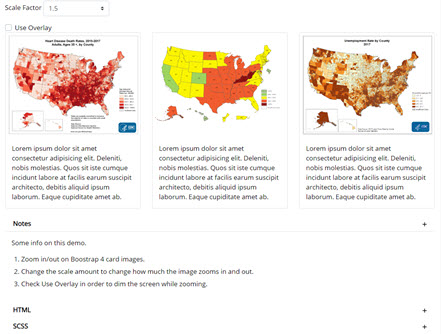 Scale Factor 1.5
Use Overlay
Heart Disease Death Rates, 2015-2017
Adults, Ages 35+, by County
Unemployment Rate by County
2017
Lorem ipsum dolor sit amet
consectetur adipisicing elit. Deleniti,
nobis molestias. Quos sit iste cumque
incidunt labore at facilis earum suscipit
architecto, debitis aliquid ipsum
laborum. Eaque cupiditate amet ab.
Lorem ipsum dolor sit amet
consectetur adipisicing elit. Deleniti,
nobis molestias. Quos sit iste cumque
incidunt labore at facilis earum suscipit
architecto, debitis aliquid ipsum
laborum. Eaque cupiditate amet ab.
Lorem ipsum dolor sit amet
consectetur adipisicing elit. Deleniti,
nobis molestias. Quos sit iste cumque
incidunt labore at facilis earum suscipit
architecto, debitis aliquid ipsum
laborum. Eaque cupiditate amet ab.
Notes +
Some info on this demo.
1. Zoom in/out on Boostrap 4 card images.
2. Change the scale amount to change how much the image zooms in and out.
3. Check Use Overlay in order to dim the screen while zooming.
HTML +
SCSS +